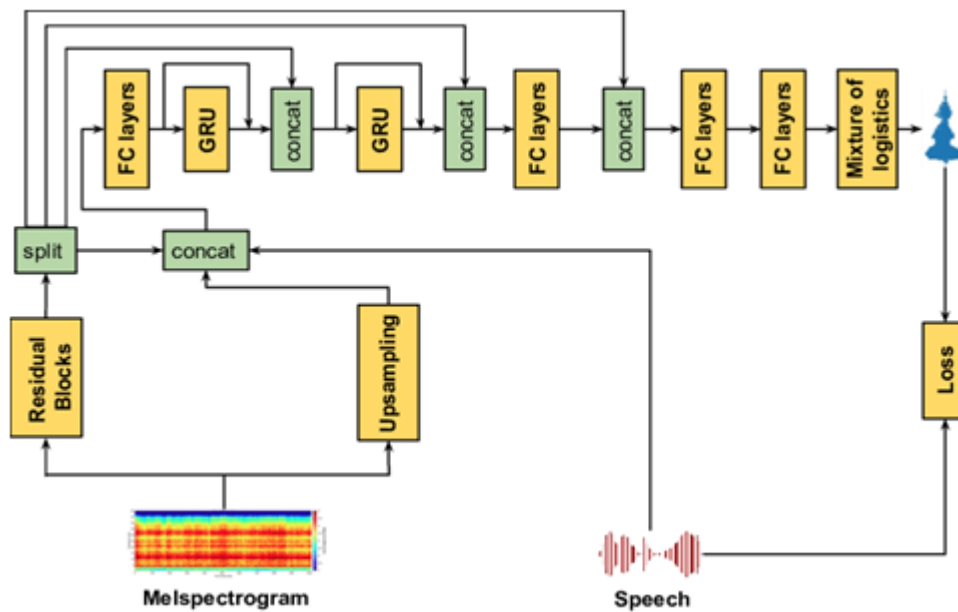 FC layers
GRU
concat
GRU
concat
FC layers
concat
FC layers
FC layers
Mixture of
logistics
split
concat
Residual
Blocks
Upsampling
Loss
Melspectrogram
Speech